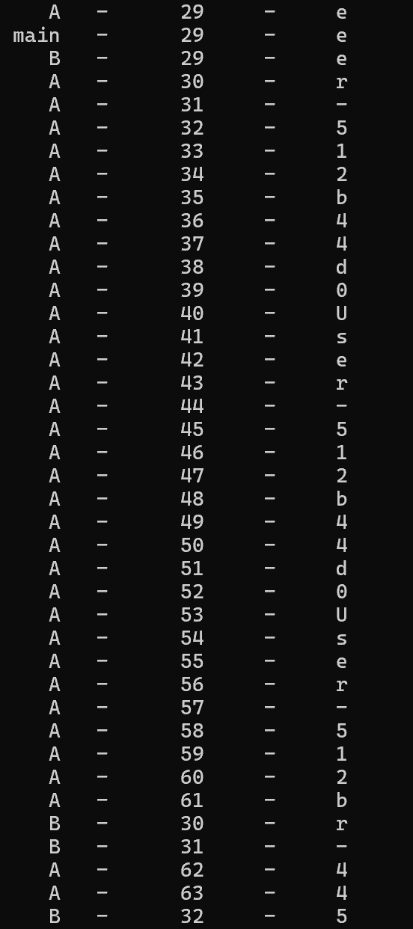 A - 29 - e
main - 29 - e
B - 29 - e
A - 30 - r
A - 31 - -
A - 32 - 5
A - 33 - 1
A - 34 - 2
A - 35 - b
A - 36 - 4
A - 37 - 4
A - 38 - d
A - 39 - 0
A - 40 - U
A - 41 - s
A - 42 - e
A - 43 - r
A - 44 - -
A - 45 - 5
A - 46 - 1
A - 47 - 2
A - 48 - b
A - 49 - 4
A - 50 - 4
A - 51 - d
A - 52 - 0
A - 53 - U
A - 54 - s
A - 55 - e
A - 56 - r
A - 57 - -
A - 58 - 5
A - 59 - 1
A - 60 - 2
A - 61 - b
B - 30 - r
B - 31 - -
A - 62 - 4
A - 63 - 4
B - 32 - 5